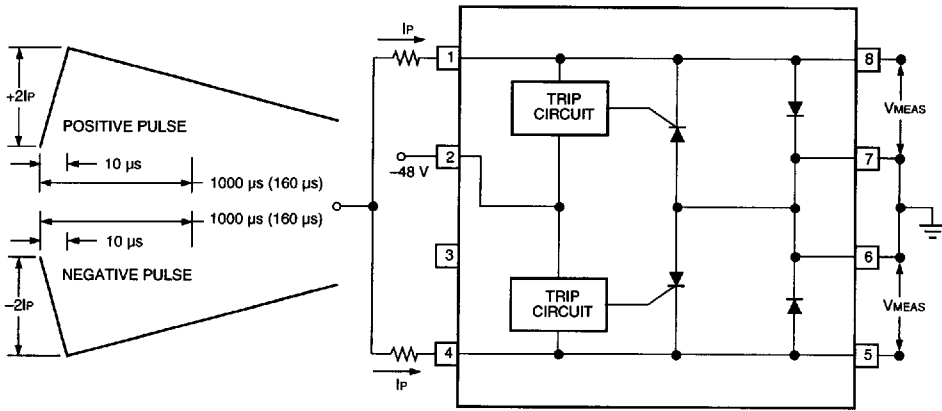 +2IP
POSITIVE PULSE
10 µs
1000 µs (160 µs)
1000 µs (160 µs)
10 µs
NEGATIVE PULSE
–2IP
IP
1
–48 V
2
3
4
IP
TRIP
CIRCUIT
TRIP
CIRCUIT
8
VMEAS
7
6
VMEAS
5